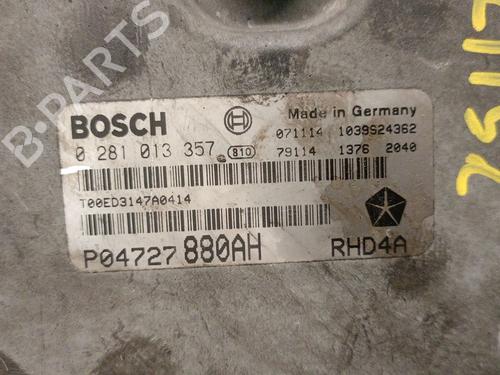 B-PARTS
BOSCH
Made in Germany
071114 1039S24362
0 281 013 357 810 79114 1376 2040
T00ED3147A0414
P04727 880AH RHD4A